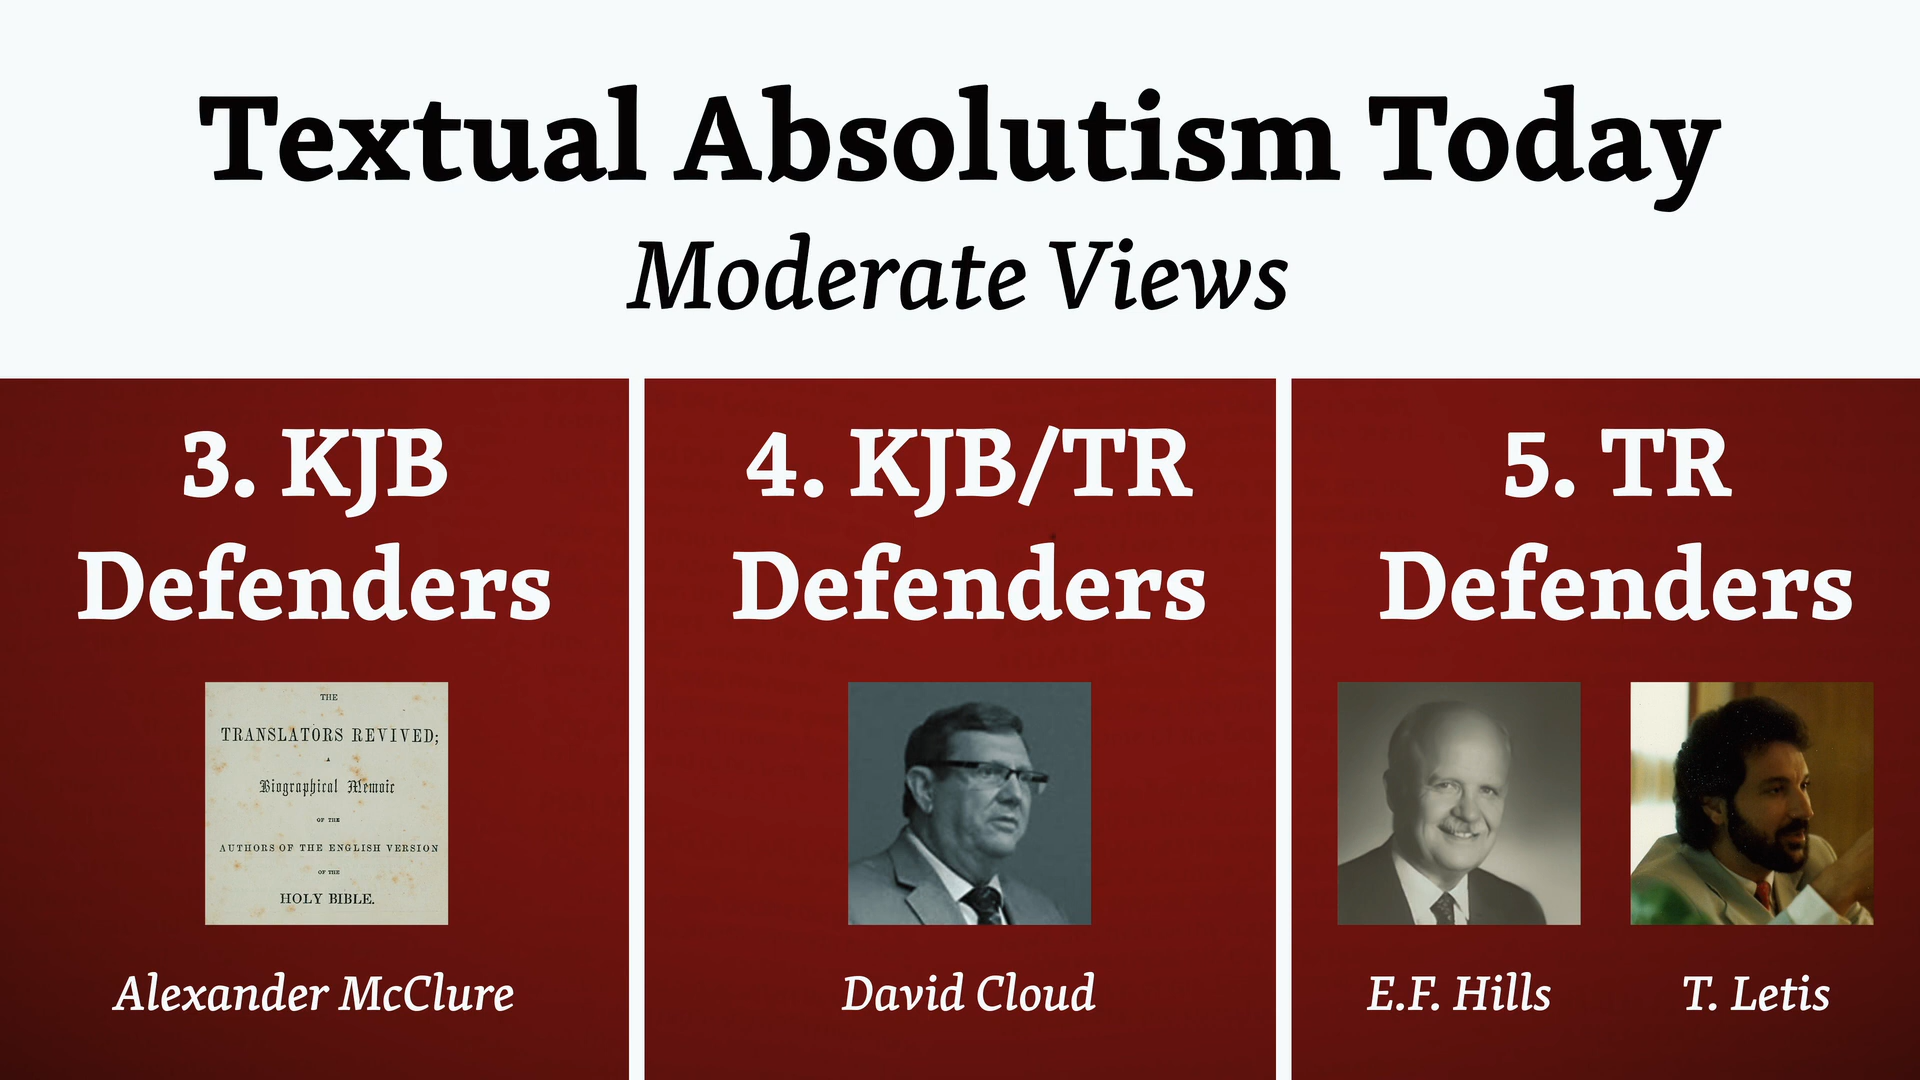 Textual Absolutism Today
Moderate Views
3. KJB
Defenders
THE
TRANSLATORS REVIVED;
A
Biographical Memoir
OF THE
AUTHORS OF THE ENGLISH VERSION
OF THE
HOLY BIBLE.
Alexander McClure
4. KJB/TR
Defenders
David Cloud
5. TR
Defenders
E.F. Hills
T. Letis